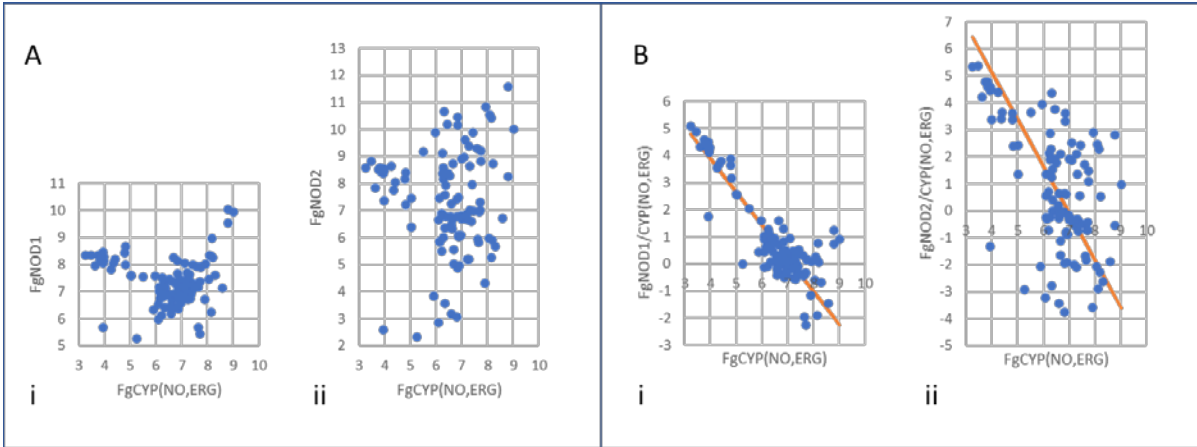 A
FgNOD1
11
10
9
8
7
6
5
3 4 5 6 7 8 9 10
FgCYP(NO,ERG)
i
FgNOD2
13
12
11
10
9
8
7
6
5
4
3
2
3 4 5 6 7 8 9 10
FgCYP(NO,ERG)
ii
B
FgNOD1/CYP(NO,ERG)
6
5
4
3
2
1
0
-1
-2
-3
3 4 5 6 7 8 9 10
FgCYP(NO,ERG)
i
FgNOD2/CYP(NO,ERG)
7
6
5
4
3
2
1
0
-1
-2
-3
-4
-5
3 4 5 6 7 8 9 10
FgCYP(NO,ERG)
ii